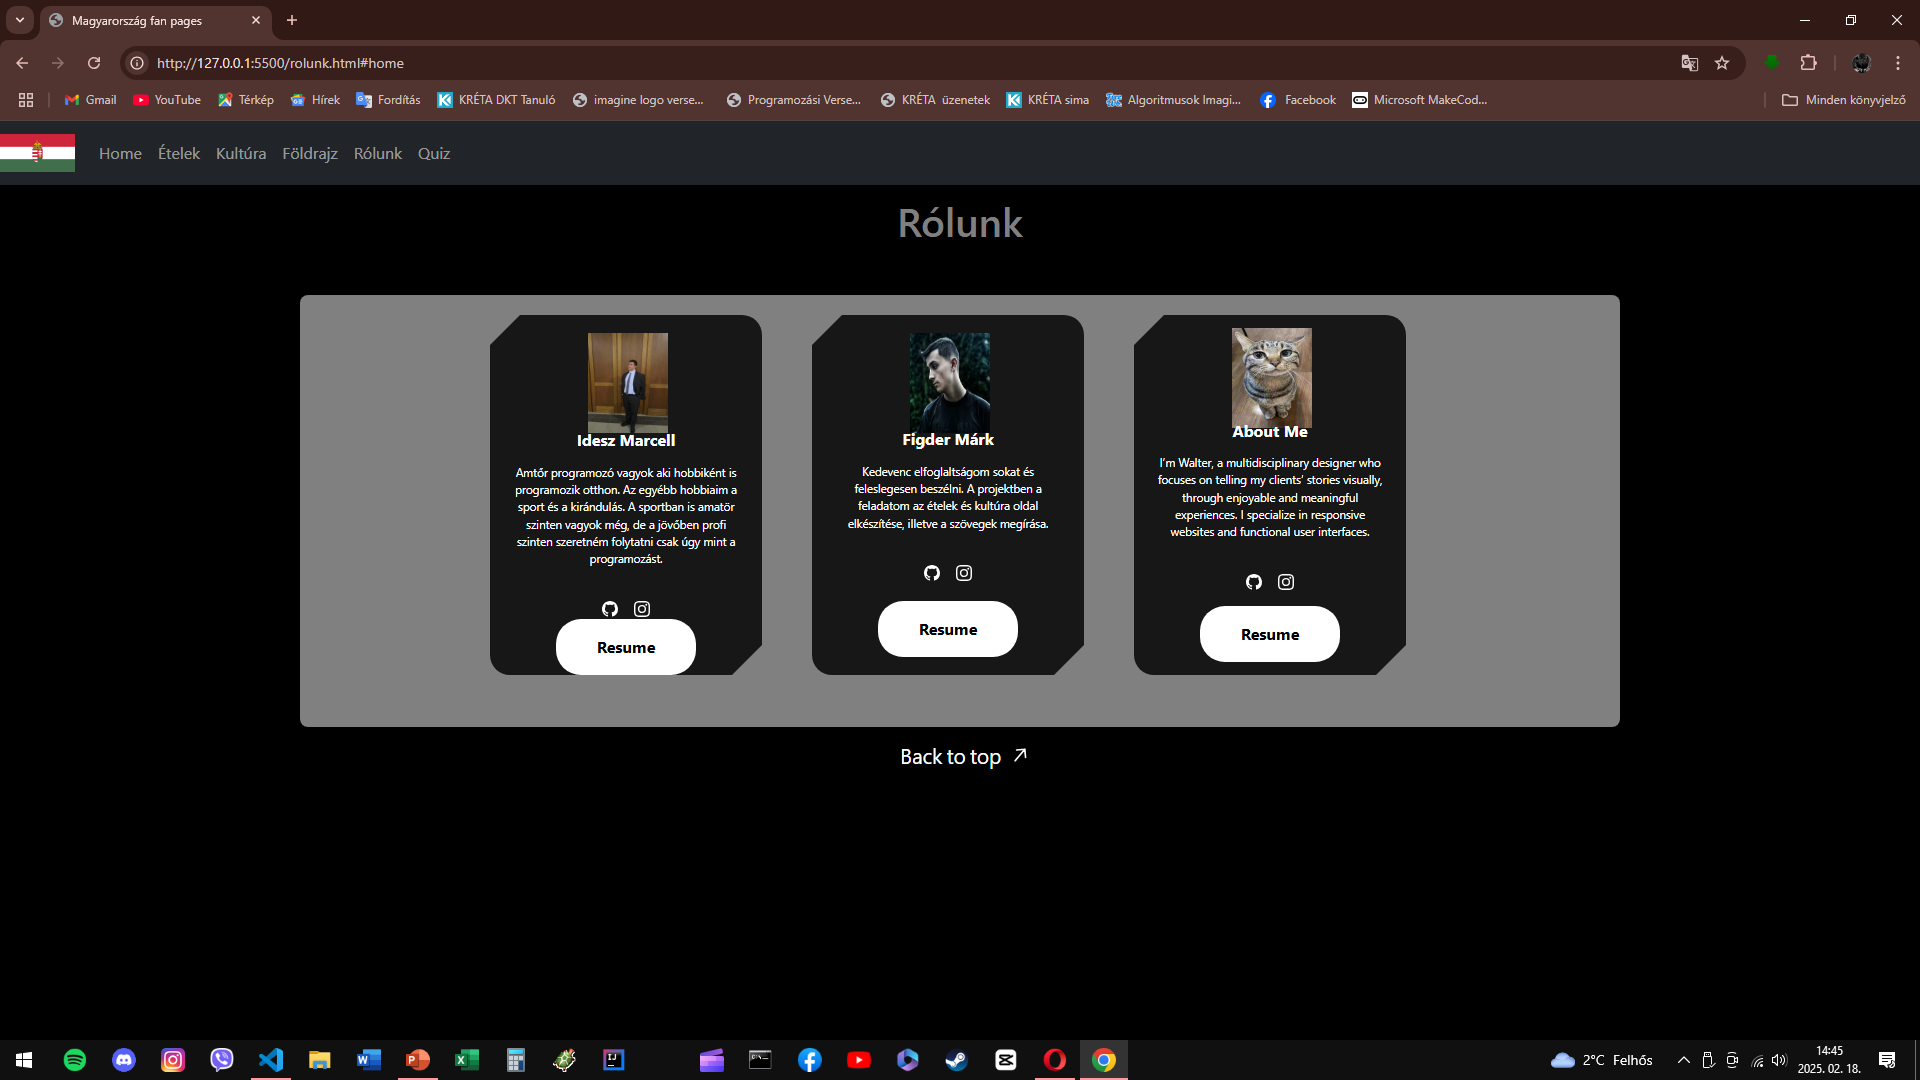 Magyarország fan pages
http://127.0.0.1:5500/rolunk.html#home
Gmail YouTube Térkép Hírek Fordítás KRÉTA DKT Tanuló imagine logo verse... Programozási Verse... KRÉTA üzenetek KRÉTA sima Algoritmusok Imagi... Facebook Microsoft MakeCod... Minden könyvjelző
Home Ételek Kultúra Földrajz Rólunk Quiz
Rólunk
Idesz Marcell
Amtőr programozó vagyok aki hobbiként is
programozik otthon. Az egyébb hobbiaim a
sport és a kirándulás. A sportban is amatör
szinten vagyok még, de a jövőben profi
szinten szeretném folytatni csak úgy mint a
programozást.
Resume
Figder Márk
Kedevenc elfoglaltságom sokat és
feleslegesen beszélni. A projektben a
feladatom az ételek és kultúra oldal
elkészítése, illetve a szövegek megírása.
Resume
About Me
I'm Walter, a multidisciplinary designer who
focuses on telling my clients' stories visually,
through enjoyable and meaningful
experiences. I specialize in responsive
websites and functional user interfaces.
Resume
Back to top
2°C Felhős
14:45
2025. 02. 18.